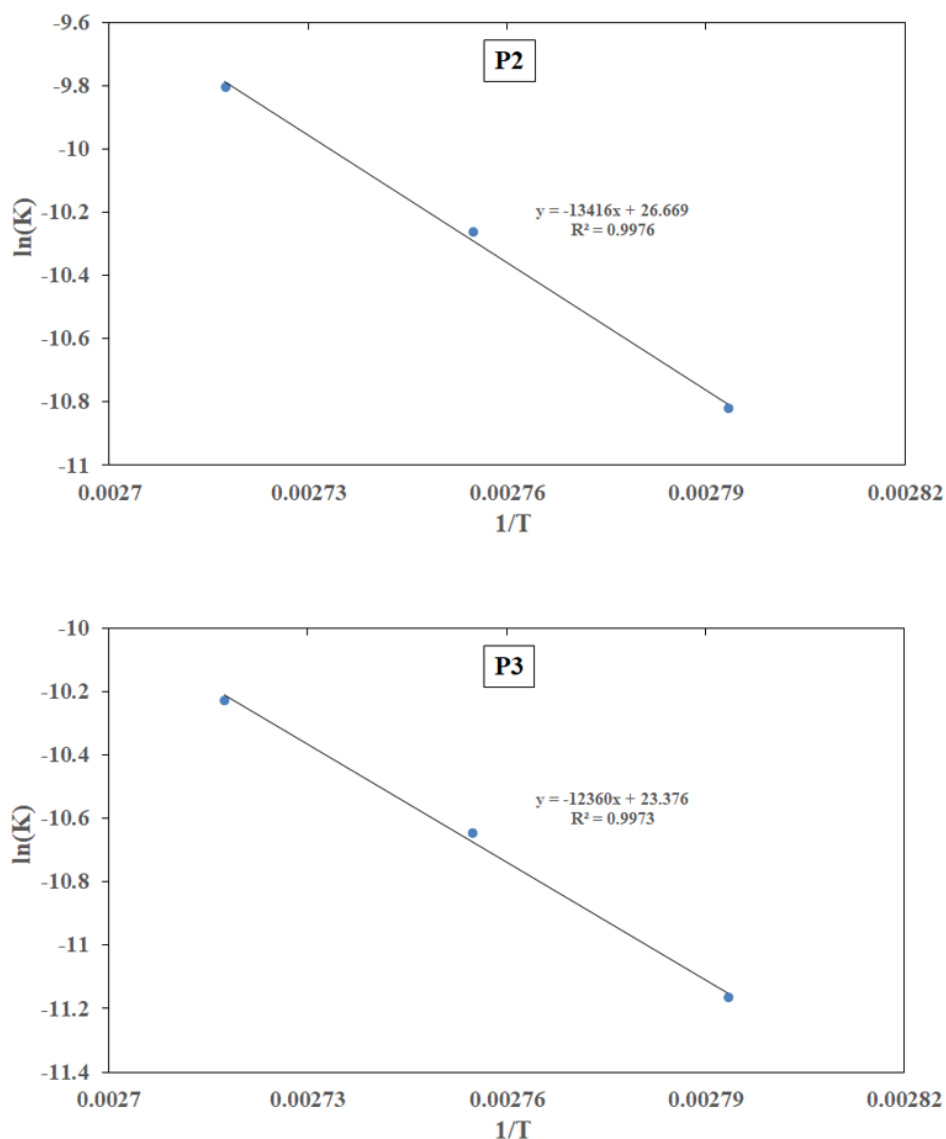 P2
-9.6
-9.8
-10
-10.2
-10.4
-10.6
-10.8
-11
ln(K)
y = -13416x + 26.669
R² = 0.9976
0.0027
0.00273
0.00276
0.00279
0.00282
1/T
P3
-10
-10.2
-10.4
-10.6
-10.8
-11
-11.2
-11.4
ln(K)
y = -12360x + 23.376
R² = 0.9973
0.0027
0.00273
0.00276
0.00279
0.00282
1/T